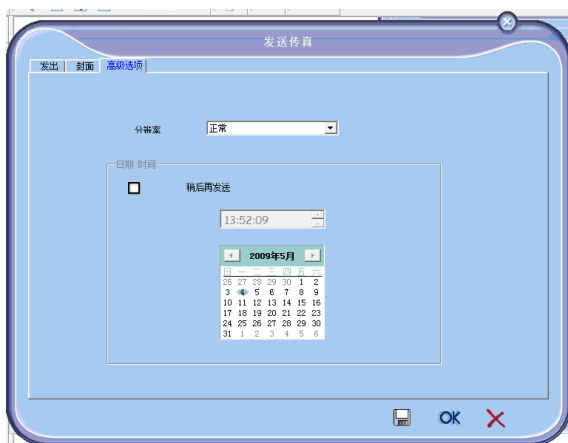 发送传真
发出 封面 高级选项
分辩率 正常
日期 时间
稍后再发送
13:52:09
2009年5月
日 一 二 三 四 五 六
26 27 28 29 30 1 2
3 4 5 6 7 8 9
10 11 12 13 14 15 16
17 18 19 20 21 22 23
24 25 26 27 28 29 30
31 1 2 3 4 5 6
OK